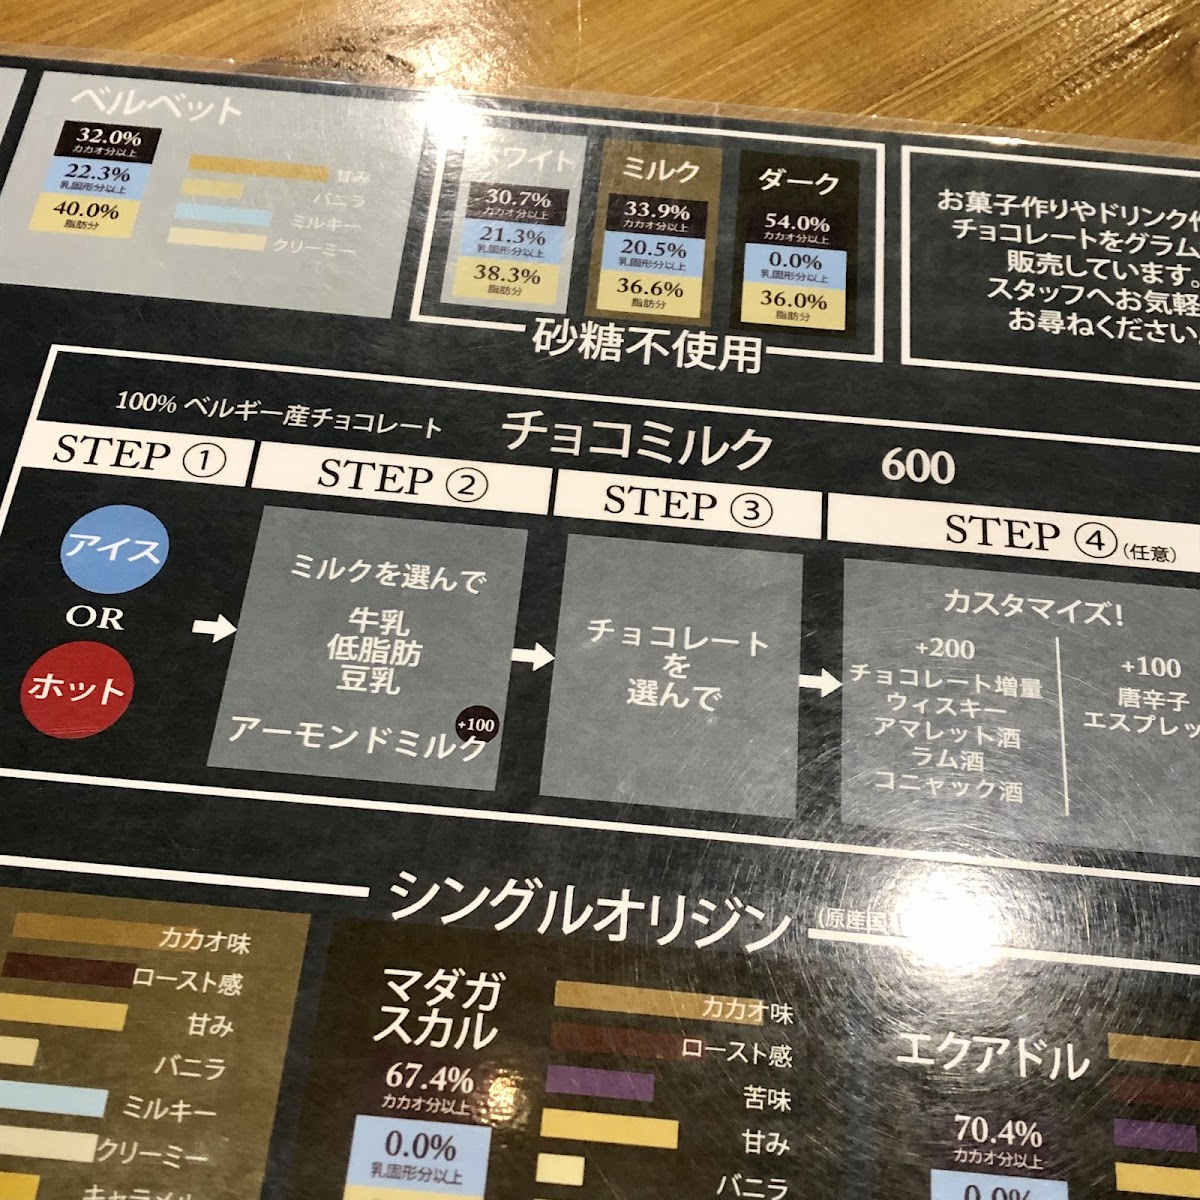 ベルベット
32.0%
カカオ分以上
22.3%
乳固形分以上
40.0%
脂肪分
甘み
バニラ
ミルキー
クリーミー
ホワイト
30.7%
カカオ分以上
21.3%
乳固形分以上
38.3%
脂肪分
ミルク
33.9%
カカオ分以上
20.5%
乳固形分以上
36.6%
脂肪分
ダーク
54.0%
カカオ分以上
0.0%
乳固形分以上
36.0%
脂肪分
砂糖不使用
お菓子作りやドリンク作
チョコレートをグラム
販売しています。
スタッフへお気軽
お尋ねください。
100% ベルギー産チョコレート チョコミルク 600
STEP ①
アイス
OR
ホット
STEP ②
ミルクを選んで
牛乳
低脂肪
豆乳
アーモンドミルク +100
STEP ③
チョコレート
を
選んで
STEP ④(任意)
カスタマイズ!
+200
チョコレート増量
ウィスキー
アマレット酒
ラム酒
コニャック酒
+100
唐辛子
エスプレッ
シングルオリジン (原産国
カカオ味
ロースト感
甘み
バニラ
ミルキー
クリーミー
キャラメル
マダガ
スカル
67.4%
カカオ分以上
0.0%
乳固形分以上
カカオ味
ロースト感
苦味
甘み
バニラ
エクアドル
70.4%
カカオ分以上
0.0%